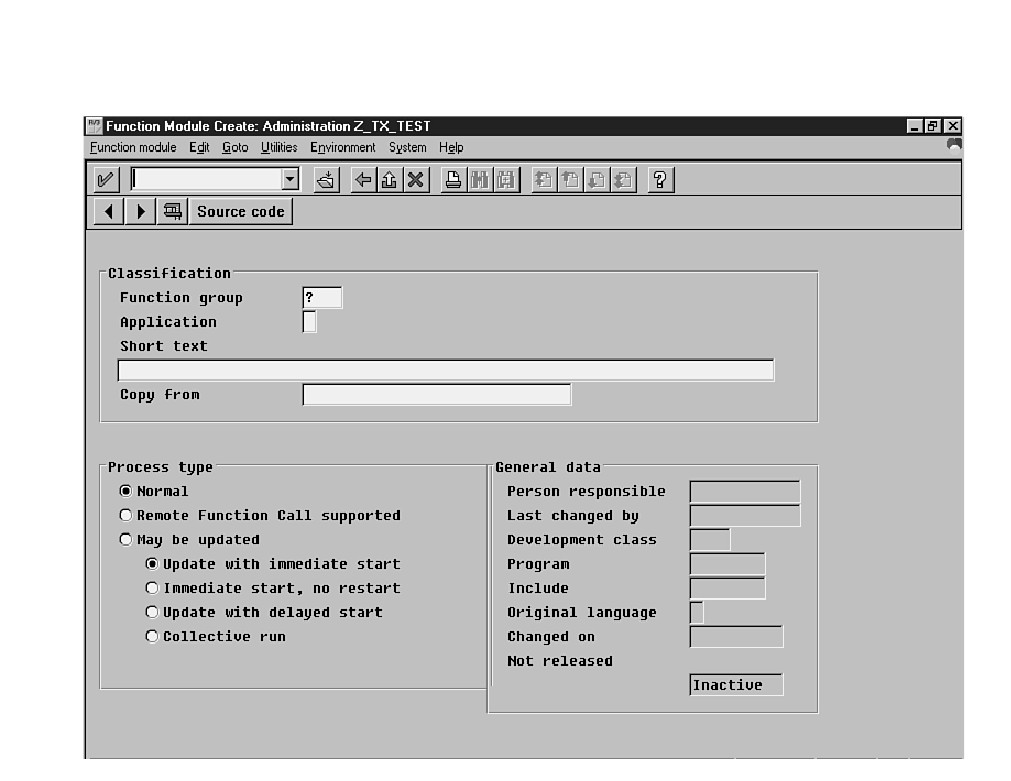 Function Module Create: Administration Z_TX_TEST
Function module Edit Goto Utilities Environment System Help
Source code
Classification
Function group ?
Application
Short text
Copy from
Process type
Normal
Remote Function Call supported
May be updated
Update with immediate start
Immediate start, no restart
Update with delayed start
Collective run
General data
Person responsible
Last changed by
Development class
Program
Include
Original language
Changed on
Not released
Inactive